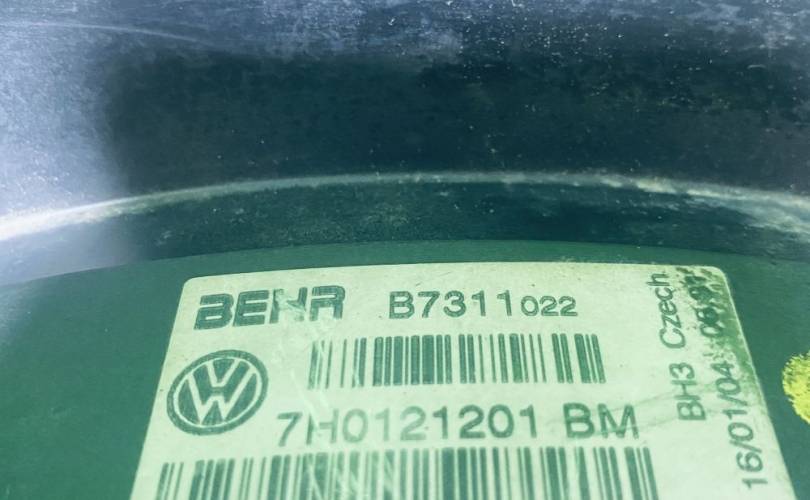 BEHR B7311022
7H0121201 BM
BH3 Czech
16/01/04